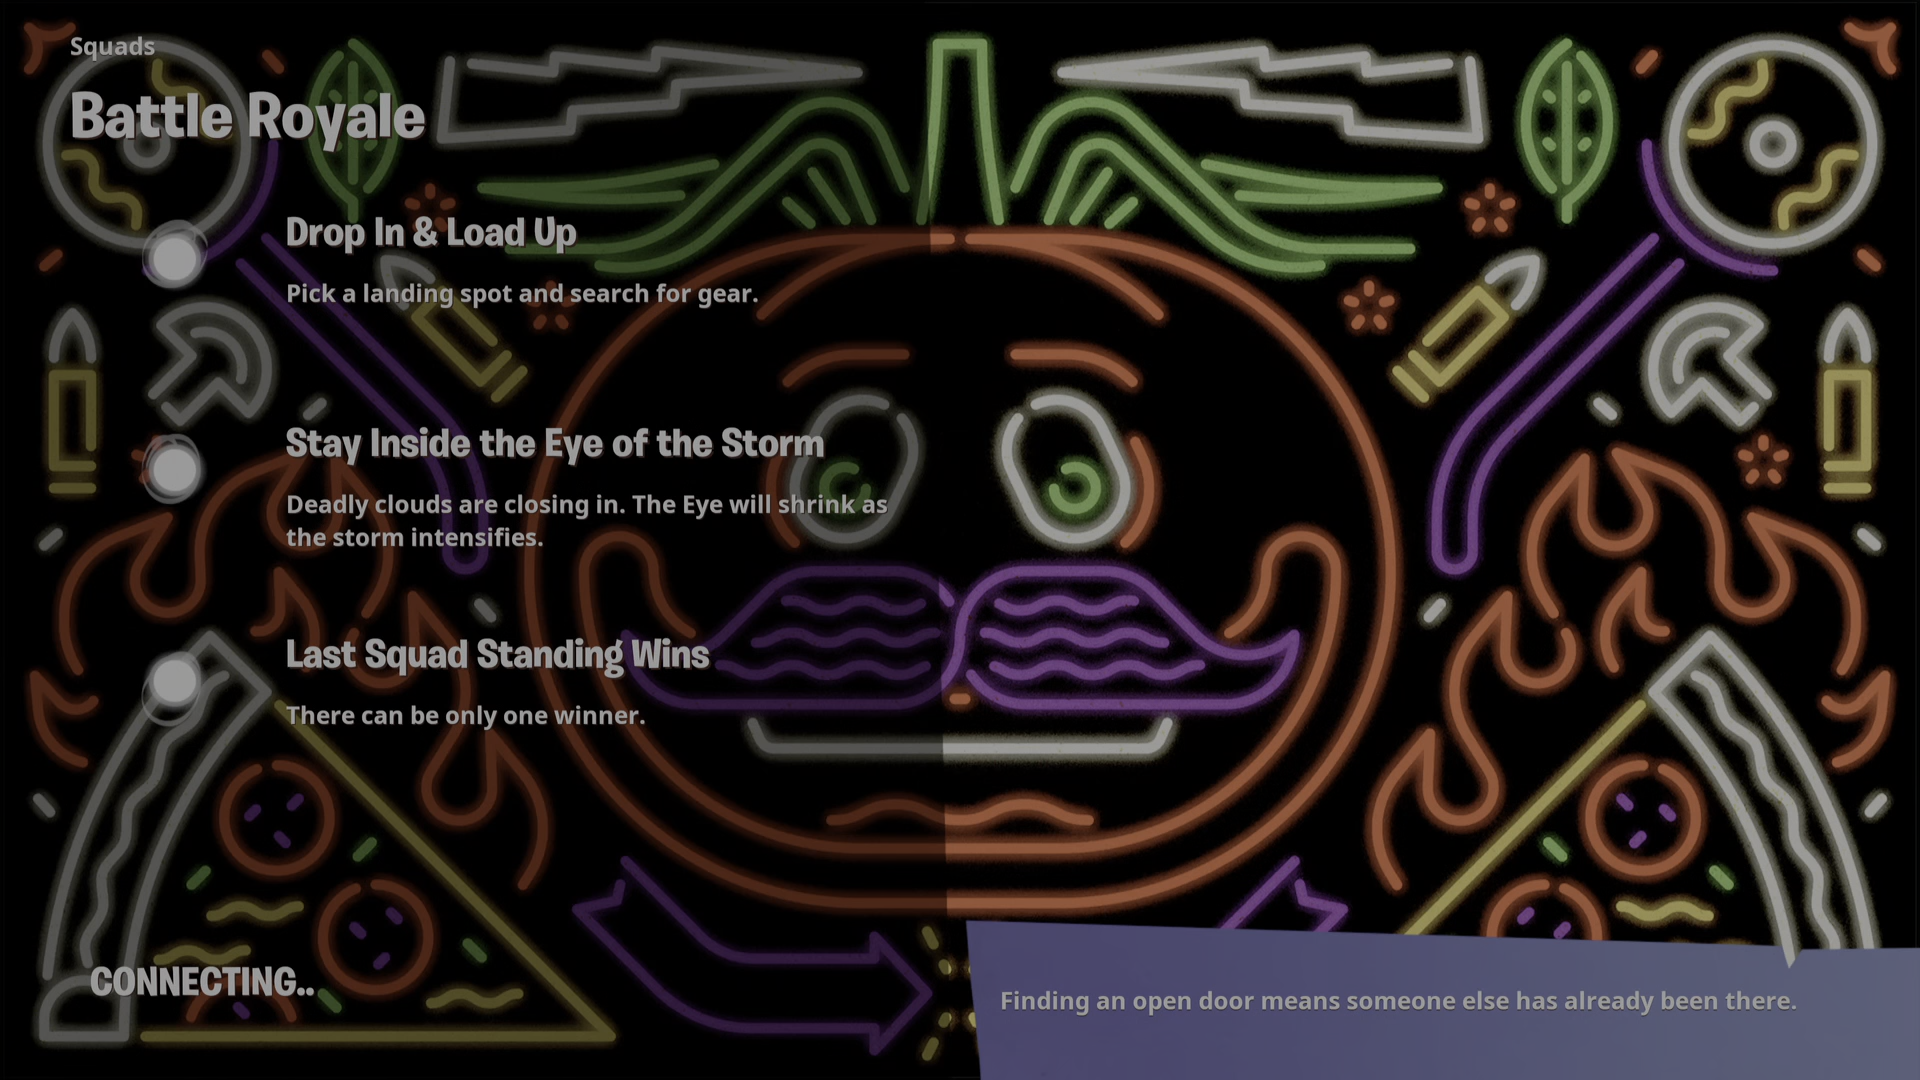 Squads
Battle Royale
Drop In & Load Up
Pick a landing spot and search for gear.
Stay Inside the Eye of the Storm
Deadly clouds are closing in. The Eye will shrink as
the storm intensifies.
Last Squad Standing Wins
There can be only one winner.
CONNECTING..
Finding an open door means someone else has already been there.